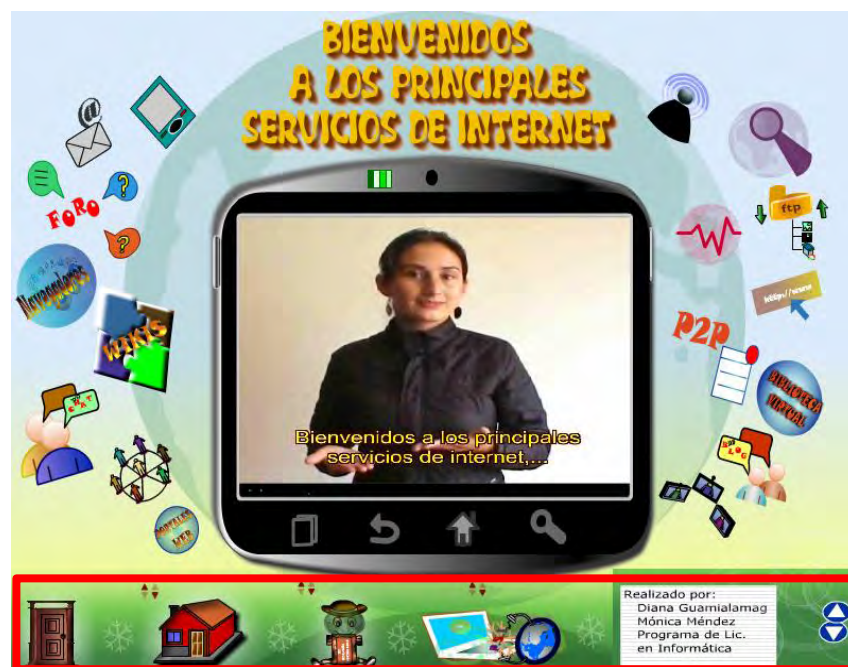 BIENVENIDOS
A LOS PRINCIPALES
SERVICIOS DE INTERNET
@
?
FORO
?
Navegadores
WIKIS
CHAT
PORTALES
WEB
ftp
http://www
P2P
BIBLIOTECA
VIRTUAL
BLOG
Bienvenidos a los principales
servicios de internet,...
Realizado por:
Diana Guamialamag
Mónica Méndez
Programa de Lic.
en Informática